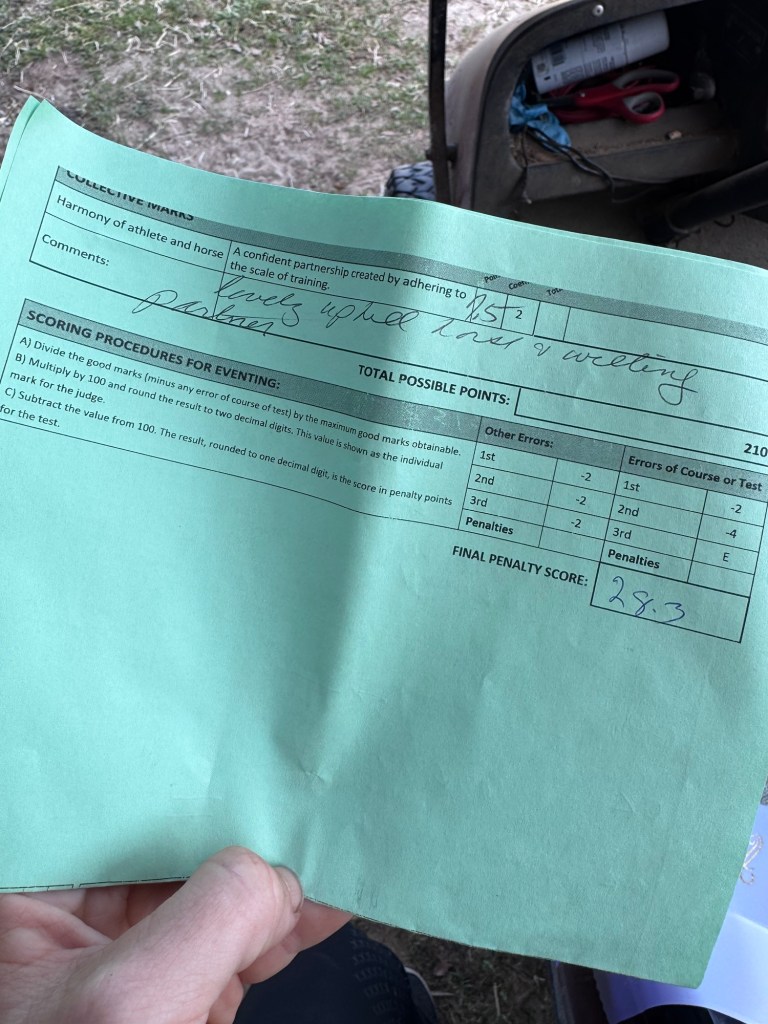 COLLECTIVE MARKS
Harmony of athlete and horse
A confident partnership created by adhering to
the scale of training.
7.5 2
Comments:
lovely uphill horse & willing
partner
TOTAL POSSIBLE POINTS:
210
SCORING PROCEDURES FOR EVENTING:
A) Divide the good marks (minus any error of course of test) by the maximum good marks obtainable.
B) Multiply by 100 and round the result to two decimal digits. This value is shown as the individual
mark for the judge.
C) Subtract the value from 100. The result, rounded to one decimal digit, is the score in penalty points
for the test.
Other Errors:
1st -2
2nd -2
3rd -2
Penalties
Errors of Course or Test
1st -2
2nd -4
3rd E
Penalties
FINAL PENALTY SCORE:
28.3